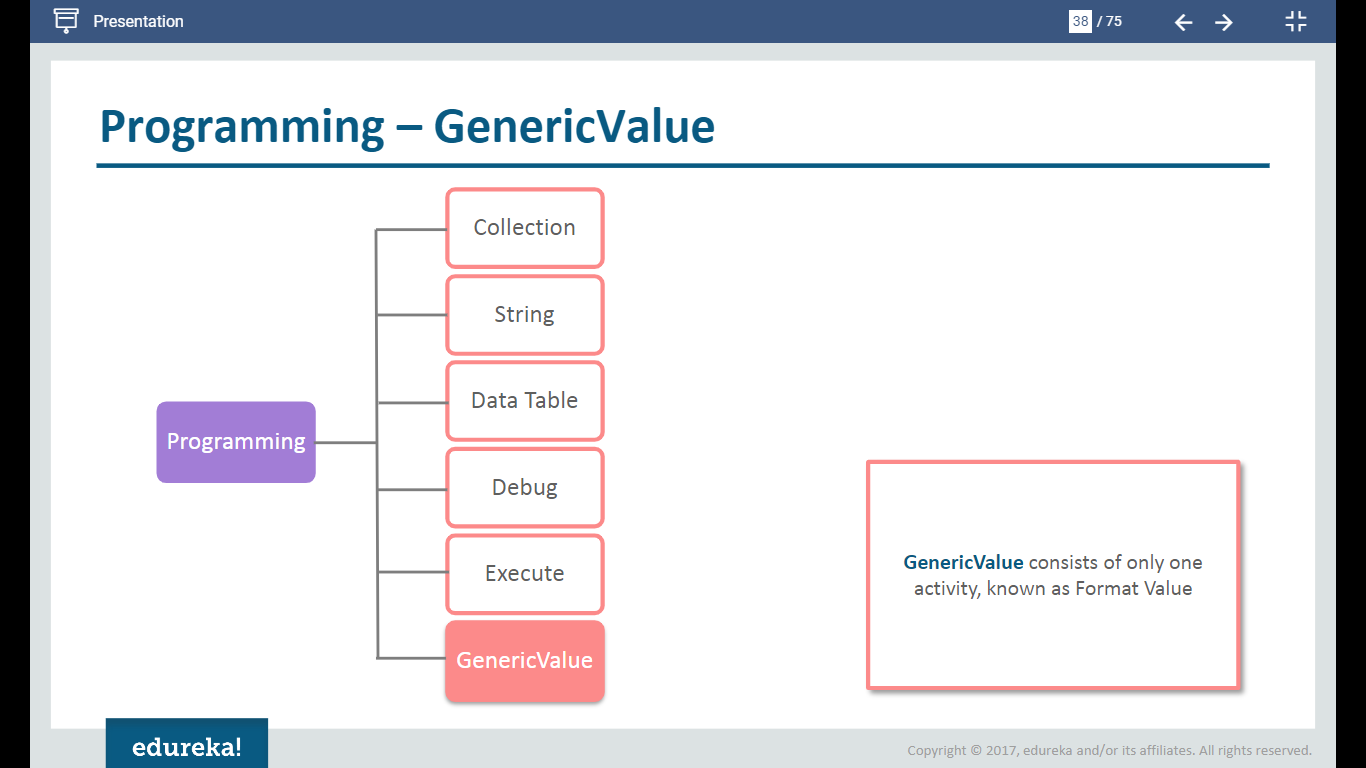 Presentation
38 / 75
Programming – GenericValue
Collection
String
Data Table
Debug
Execute
GenericValue
Programming
GenericValue consists of only one
activity, known as Format Value
edureka!
Copyright © 2017, edureka and/or its affiliates. All rights reserved.